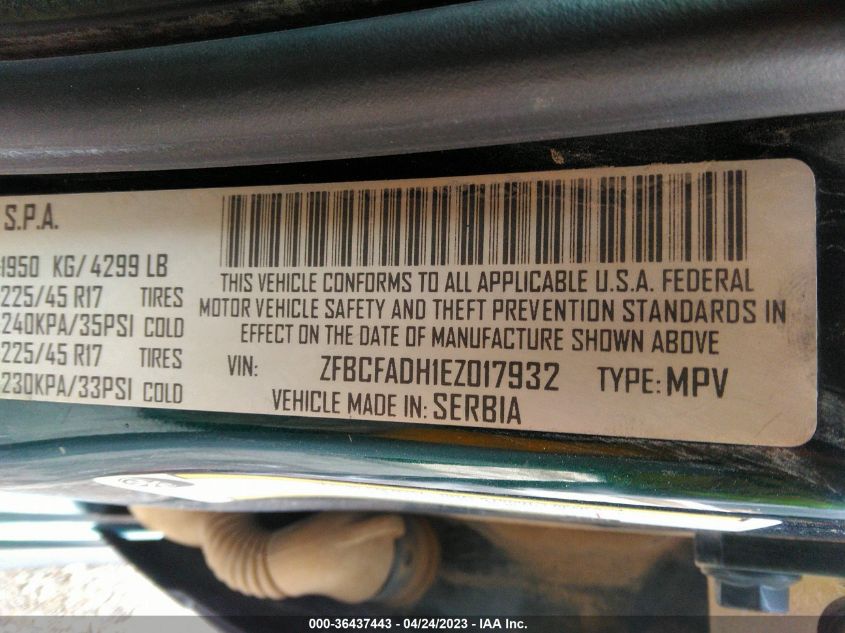 S.P.A.
1950 KG/ 4299 LB
225/45 R17 TIRES
240KPA/35PSI COLD
225/45 R17 TIRES
230KPA/33PSI COLD
THIS VEHICLE CONFORMS TO ALL APPLICABLE U.S.A. FEDERAL
MOTOR VEHICLE SAFETY AND THEFT PREVENTION STANDARDS IN
EFFECT ON THE DATE OF MANUFACTURE SHOWN ABOVE
VIN: ZFBCFADH1EZ017932 TYPE: MPV
VEHICLE MADE IN: SERBIA
000-36437443 - 04/24/2023 - IAA Inc.